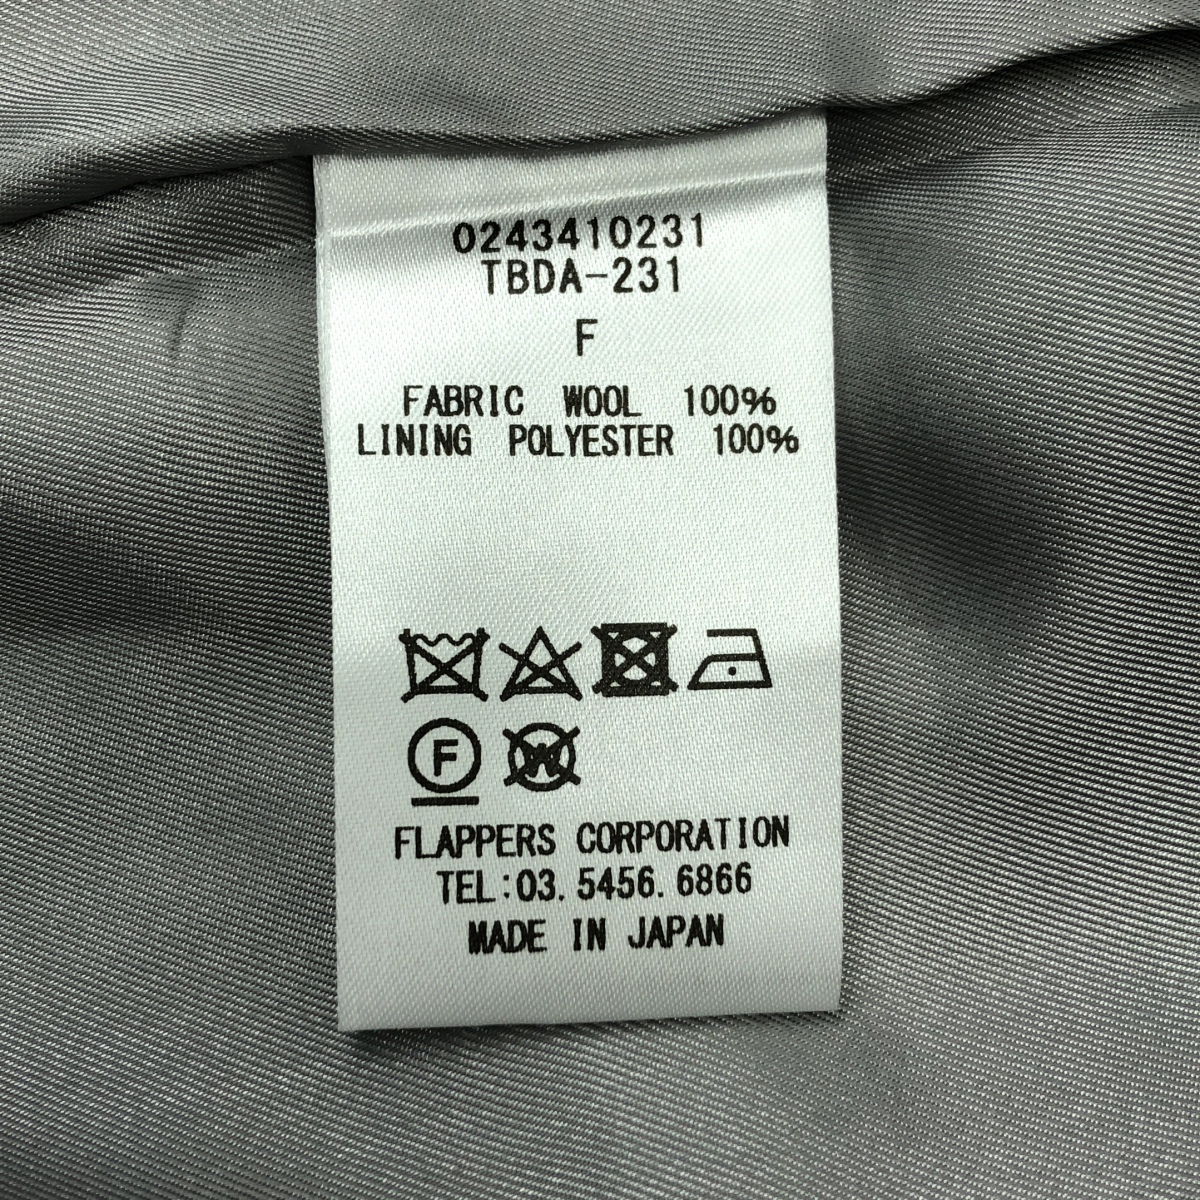 0243410231
TBDA-231
F
FABRIC WOOL 100%
LINING POLYESTER 100%
F W
FLAPPERS CORPORATION
TEL:03. 5456. 6866
MADE IN JAPAN